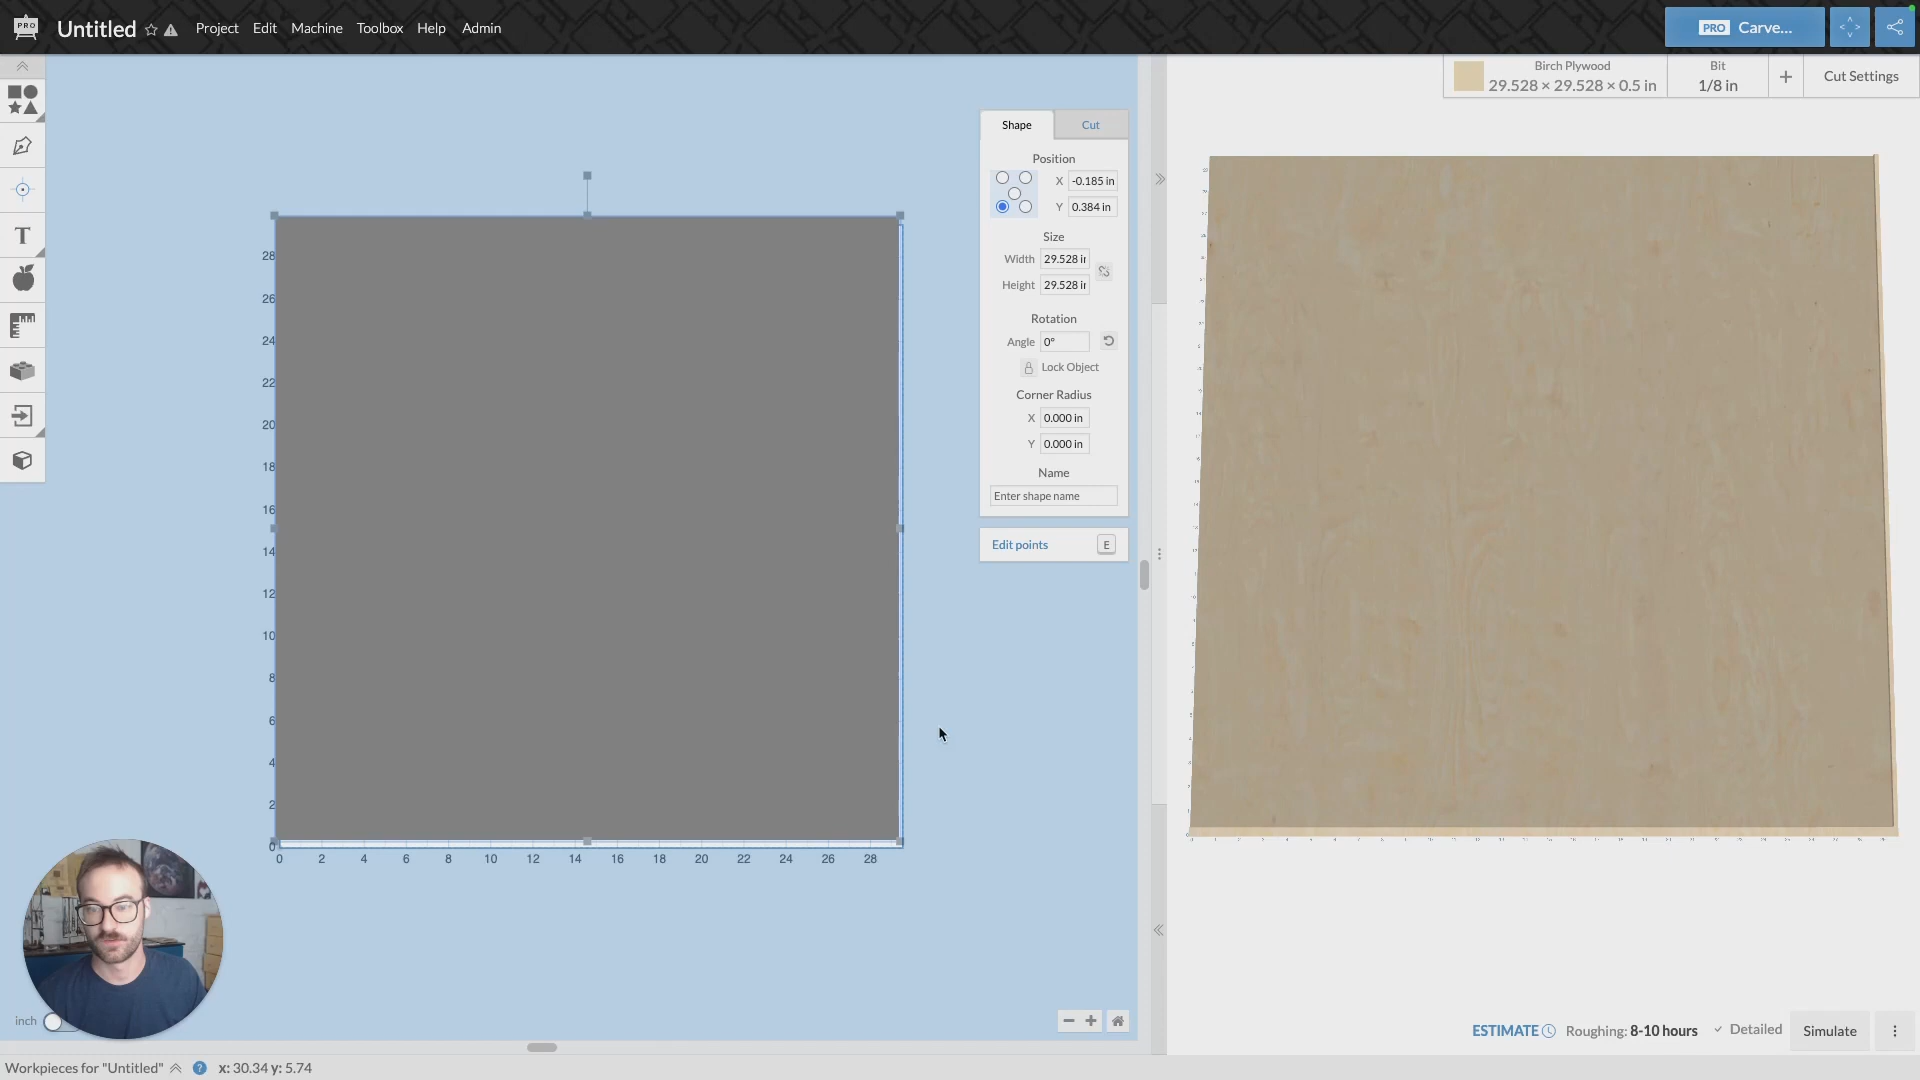 PRO
Untitled
Project Edit Machine Toolbox Help Admin
PRO Carve...
Birch Plywood
29.528 × 29.528 × 0.5 in
Bit
1/8 in
+
Cut Settings
T
Shape
Cut
Position
X -0.185 in
Y 0.384 in
Size
Width 29.528 in
Height 29.528 in
Rotation
Angle 0°
Lock Object
Corner Radius
X 0.000 in
Y 0.000 in
Name
Enter shape name
Edit points E
28
26
24
22
20
18
16
14
12
10
8
6
4
2
0
0 2 4 6 8 10 12 14 16 18 20 22 24 26 28
inch
ESTIMATE Roughing: 8-10 hours
Detailed
Simulate
Workpieces for "Untitled" ? x: 30.34 y: 5.74